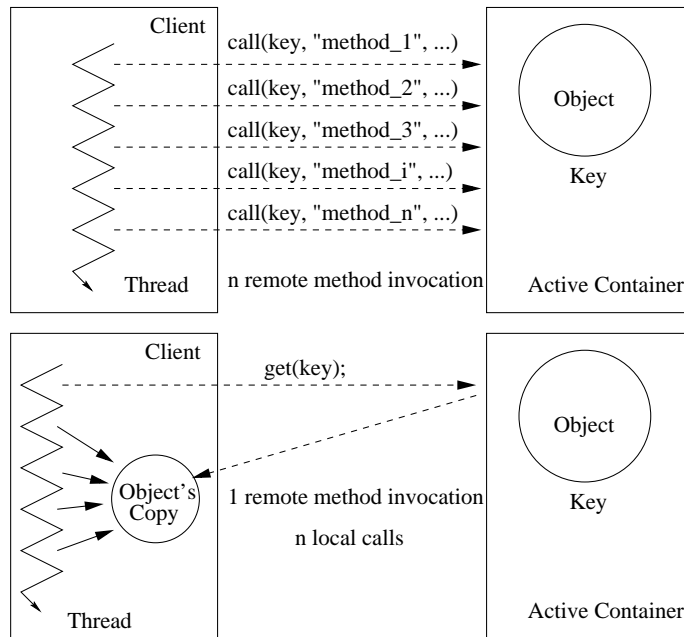 Client
call(key, "method_1", ...)
call(key, "method_2", ...)
call(key, "method_3", ...)
call(key, "method_i", ...)
call(key, "method_n", ...)
Object
Key
Thread
n remote method invocation
Active Container
Client
get(key);
Object
Object's
Copy
1 remote method invocation
Key
n local calls
Thread
Active Container